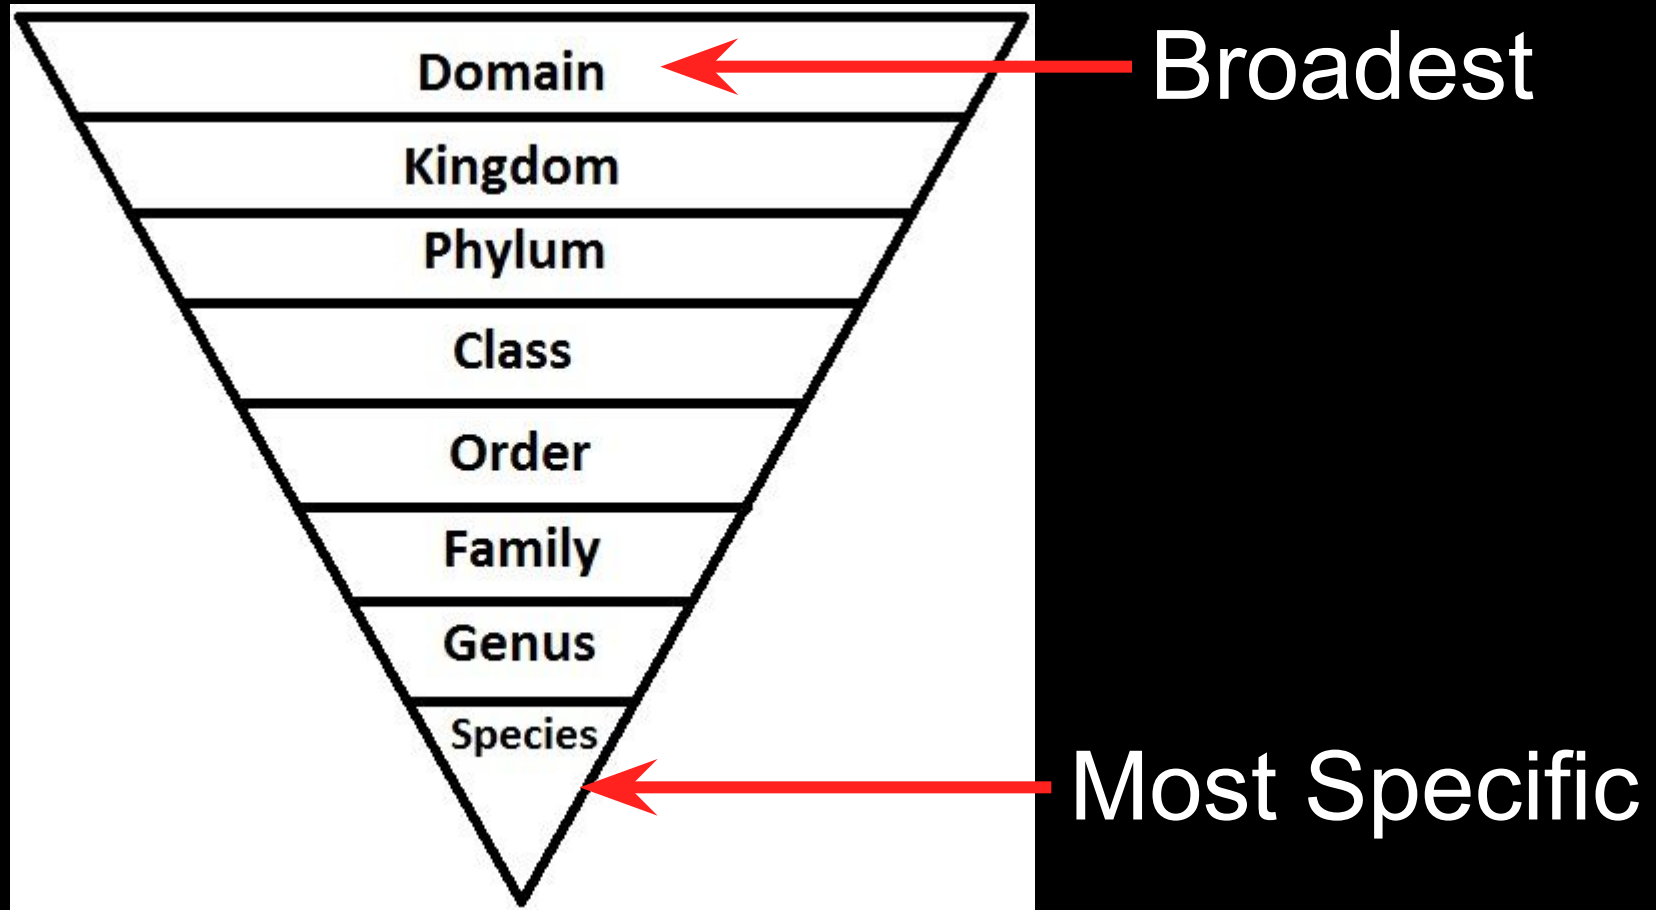 Domain
Broadest
Kingdom
Phylum
Class
Order
Family
Genus
Species
Most Specific